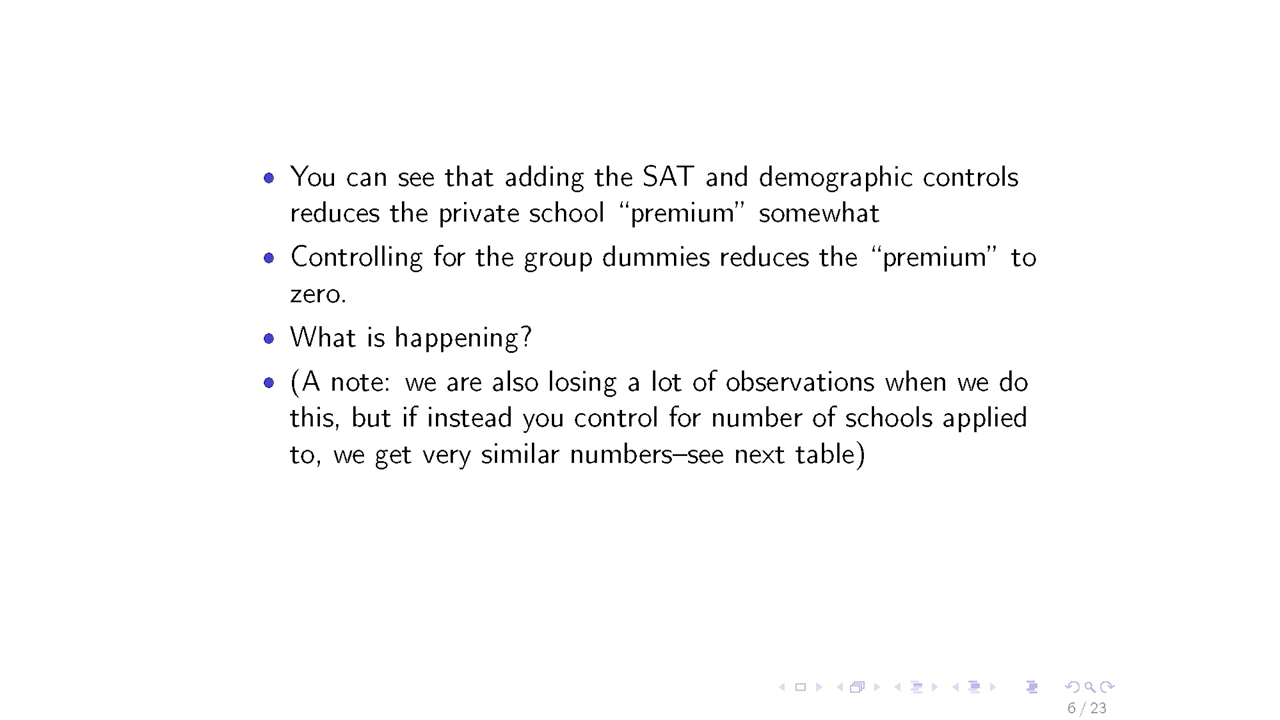 • You can see that adding the SAT and demographic controls
reduces the private school “premium” somewhat
• Controlling for the group dummies reduces the “premium” to
zero.
• What is happening?
• (A note: we are also losing a lot of observations when we do
this, but if instead you control for number of schools applied
to, we get very similar numbers–see next table)
6 / 23